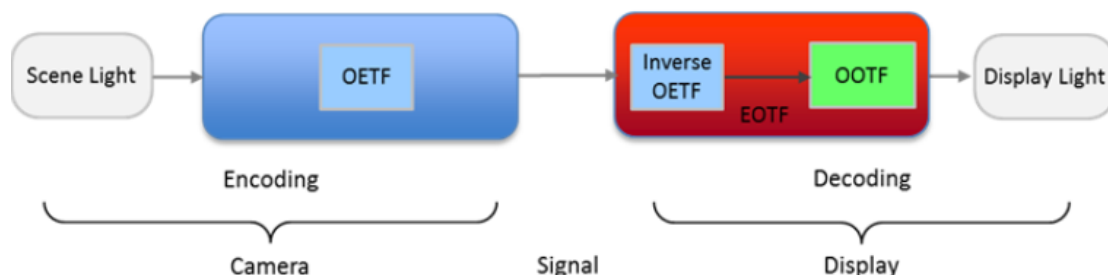 Scene Light
OETF
Inverse
OETF
OOTF
EOTF
Display Light
Encoding
Decoding
Camera
Signal
Display